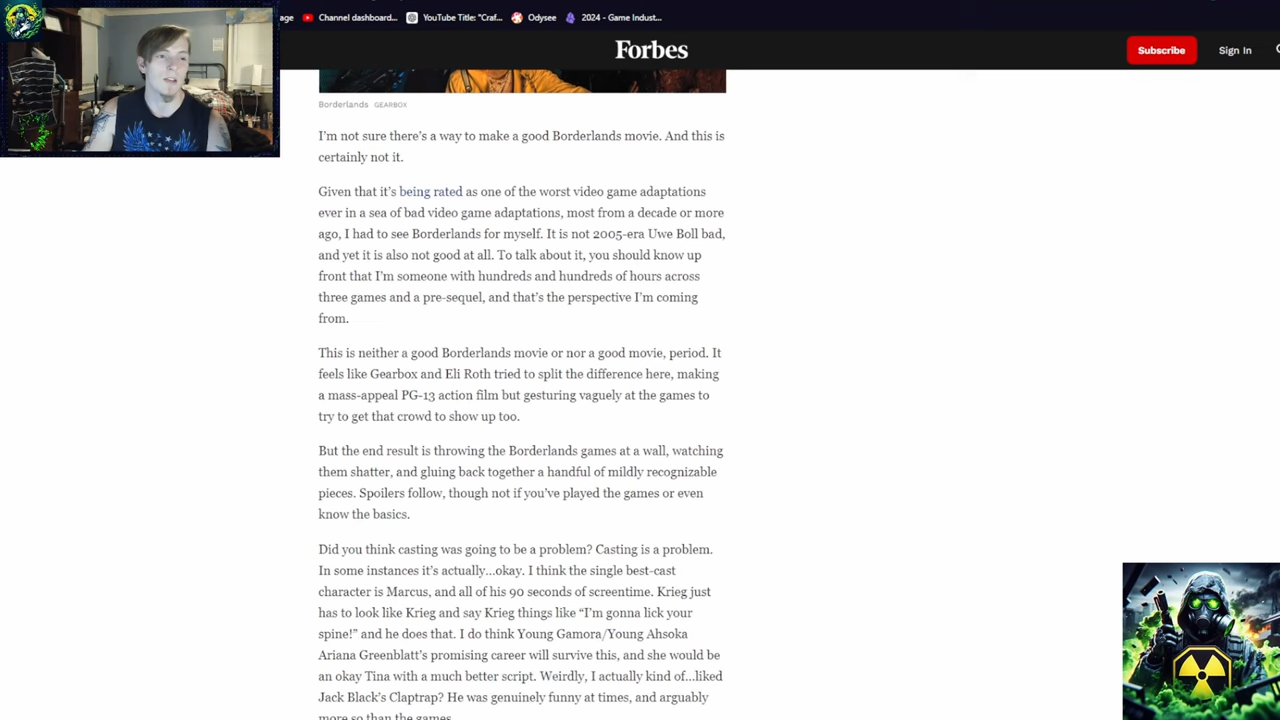 age
Channel dashboard...
YouTube Title: "Craf...
Odysee
2024 - Game Indust...
Forbes
Subscribe
Sign In
Borderlands GEARBOX
I'm not sure there's a way to make a good Borderlands movie. And this is
certainly not it.
Given that it's being rated as one of the worst video game adaptations
ever in a sea of bad video game adaptations, most from a decade or more
ago, I had to see Borderlands for myself. It is not 2005-era Uwe Boll bad,
and yet it is also not good at all. To talk about it, you should know up
front that I'm someone with hundreds and hundreds of hours across
three games and a pre-sequel, and that's the perspective I'm coming
from.
This is neither a good Borderlands movie or nor a good movie, period. It
feels like Gearbox and Eli Roth tried to split the difference here, making
a mass-appeal PG-13 action film but gesturing vaguely at the games to
try to get that crowd to show up too.
But the end result is throwing the Borderlands games at a wall, watching
them shatter, and gluing back together a handful of mildly recognizable
pieces. Spoilers follow, though not if you've played the games or even
know the basics.
Did you think casting was going to be a problem? Casting is a problem.
In some instances it's actually…okay. I think the single best-cast
character is Marcus, and all of his 90 seconds of screentime. Krieg just
has to look like Krieg and say Krieg things like “I'm gonna lick your
spine!” and he does that. I do think Young Gamora/Young Ahsoka
Ariana Greenblatt's promising career will survive this, and she would be
an okay Tina with a much better script. Weirdly, I actually kind of…liked
Jack Black's Claptrap? He was genuinely funny at times, and arguably
more so than the games.